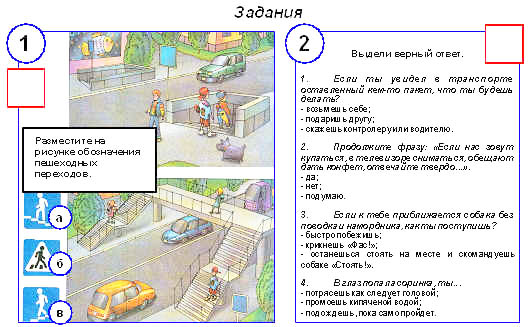 Задания
1
Разместите на
рисунке обозначения
пешеходных
переходов.
а
б
в
2
Выдели верный ответ.
1. Если ты увидел в транспорте
оставленный кем-то пакет, что ты будешь
делать?
- возьмешь себе;
- подаришь другу;
- скажешь контролеру или водителю.
2. Продолжите фразу: «Если нас зовут
купаться, в телевизоре сниматься, обещают
дать конфет, отвечайте твердо...».
- да;
- нет;
- подумаю.
3. Если к тебе приближается собака без
поводка и намордника, как ты поступишь?
- быстро побежишь;
- крикнешь «Фас!»;
- останешься стоять на месте и скомандуешь
собаке «Стоять!».
4. В глаз попала соринка, ты...
- потрясешь как следует головой;
- промоешь кипяченой водой;
- подождешь, пока само пройдет.